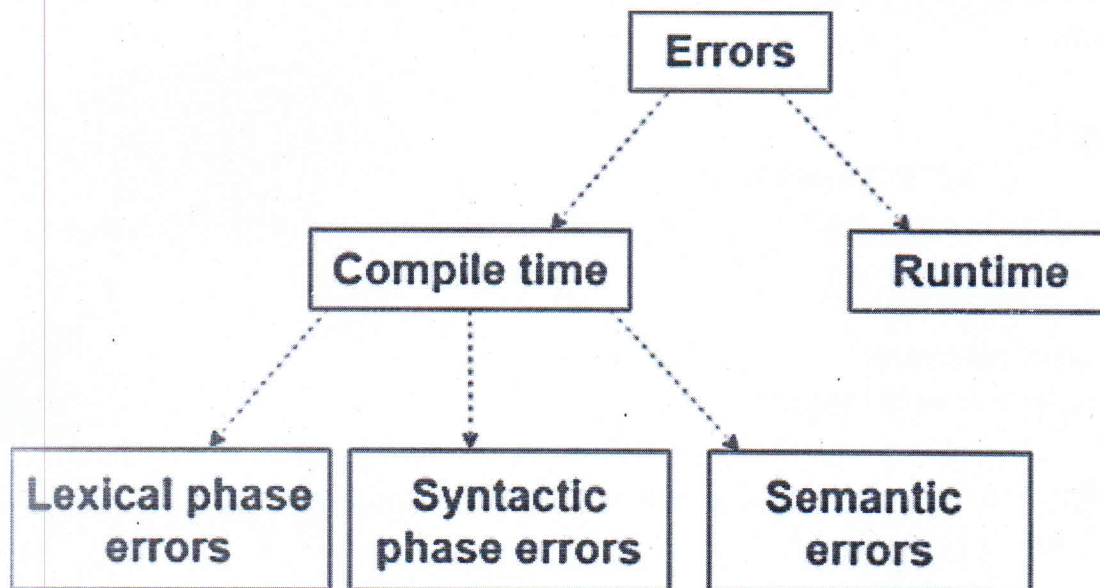 Errors
Compile time
Runtime
Lexical phase
errors
Syntactic
phase errors
Semantic
errors